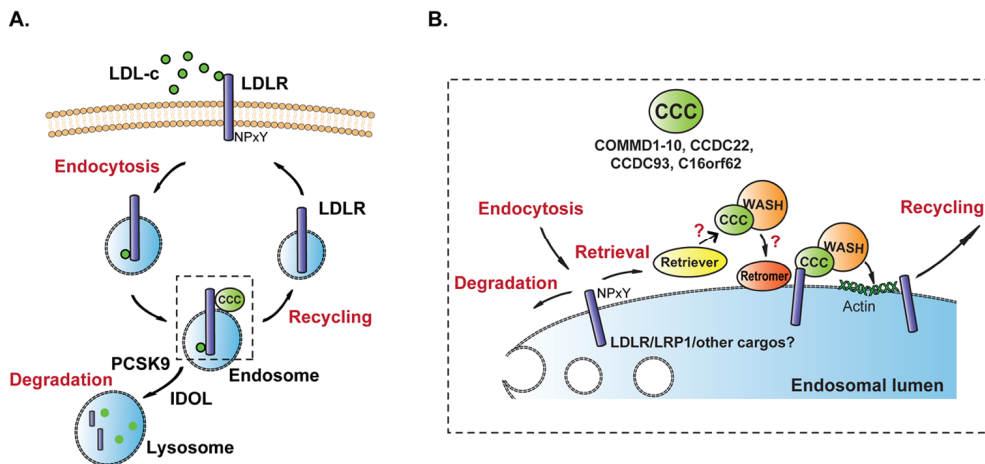 A.
LDL-c
LDLR
NPxY
Endocytosis
LDLR
CCC
Recycling
PCSK9
Endosome
Degradation
IDOL
Lysosome
B.
CCC
COMMD1-10, CCDC22,
CCDC93, C16orf62
Endocytosis
WASH
CCC
Recycling
?
?
Retrieval
Retriever
WASH
CCC
Degradation
Retromer
NPxY
Actin
LDLR/LRP1/other cargos?
Endosomal lumen